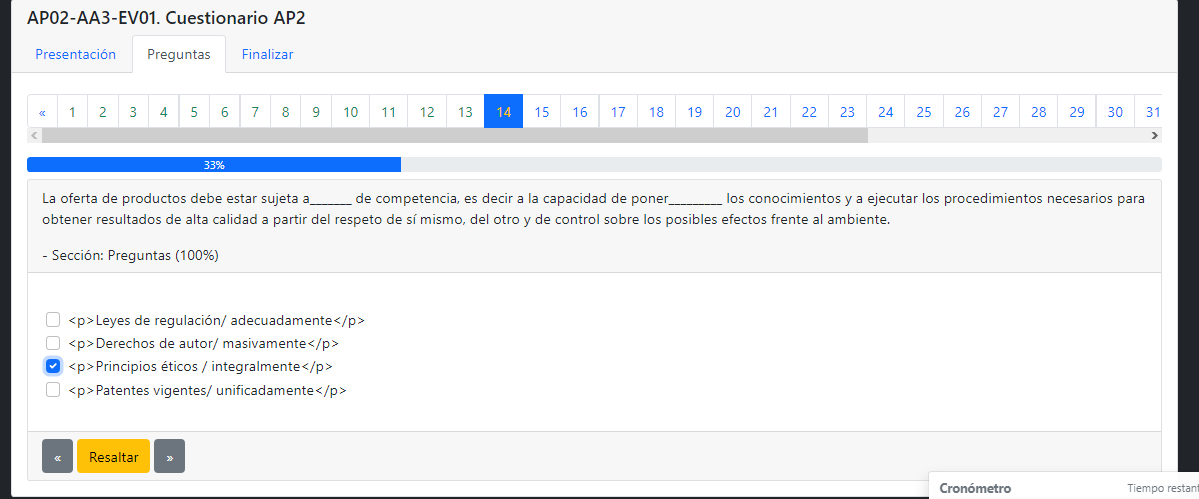 AP02-AA3-EV01. Cuestionario AP2
Presentación Preguntas Finalizar
« 1 2 3 4 5 6 7 8 9 10 11 12 13 14 15 16 17 18 19 20 21 22 23 24 25 26 27 28 29 30 31
33%
La oferta de productos debe estar sujeta a_______ de competencia, es decir a la capacidad de poner_________ los conocimientos y a ejecutar los procedimientos necesarios para
obtener resultados de alta calidad a partir del respeto de sí mismo, del otro y de control sobre los posibles efectos frente al ambiente.
- Sección: Preguntas (100%)
<p>Leyes de regulación/ adecuadamente</p>
<p>Derechos de autor/ masivamente</p>
<p>Principios éticos / integralmente</p>
<p>Patentes vigentes/ unificadamente</p>
« Resaltar »
Cronómetro Tiempo restant